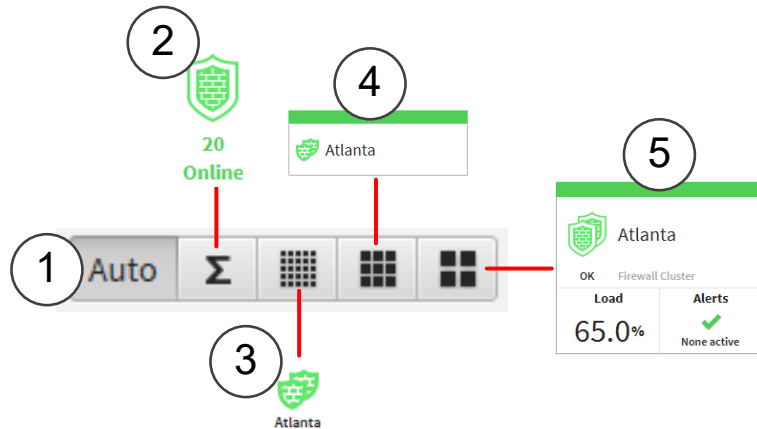 2
20
Online
4
Atlanta
5
Atlanta
OK Firewall Cluster
Load Alerts
65.0% None active
1
Auto Σ
3
Atlanta